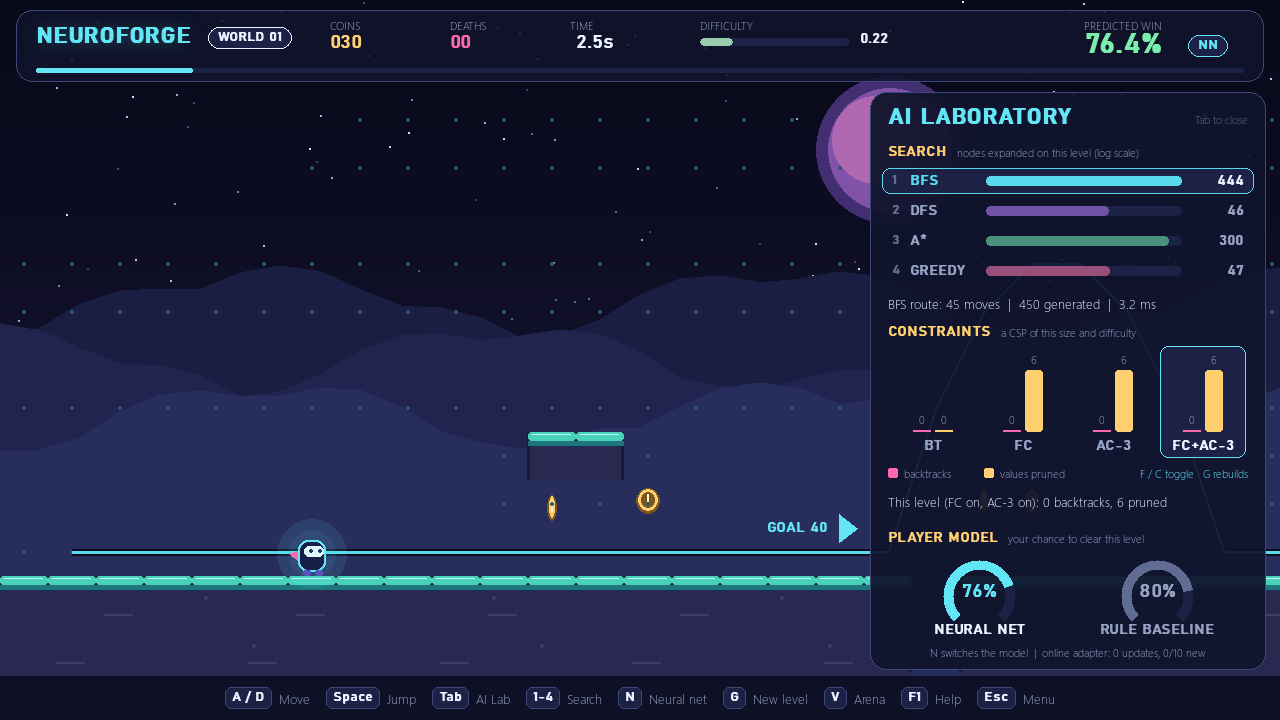 NEUROFORGE
WORLD 01
COINS
030
DEATHS
00
TIME
2.5s
DIFFICULTY
0.22
PREDICTED WIN
76.4%
NN
AI LABORATORY
Tab to close
SEARCH nodes expanded on this level (log scale)
1 BFS 444
2 DFS 46
3 A* 300
4 GREEDY 47
BFS route: 45 moves | 450 generated | 3.2 ms
CONSTRAINTS a CSP of this size and difficulty
0 0 0 6 0 6 0 6
BT FC AC-3 FC+AC-3
backtracks values pruned F / C toggle G rebuilds
This level (FC on, AC-3 on): 0 backtracks, 6 pruned
PLAYER MODEL your chance to clear this level
76% 80%
NEURAL NET RULE BASELINE
N switches the model | online adapter: 0 updates, 0/10 new
GOAL 40
A / D Move Space Jump Tab AI Lab 1-4 Search N Neural net G New level V Arena F1 Help Esc Menu